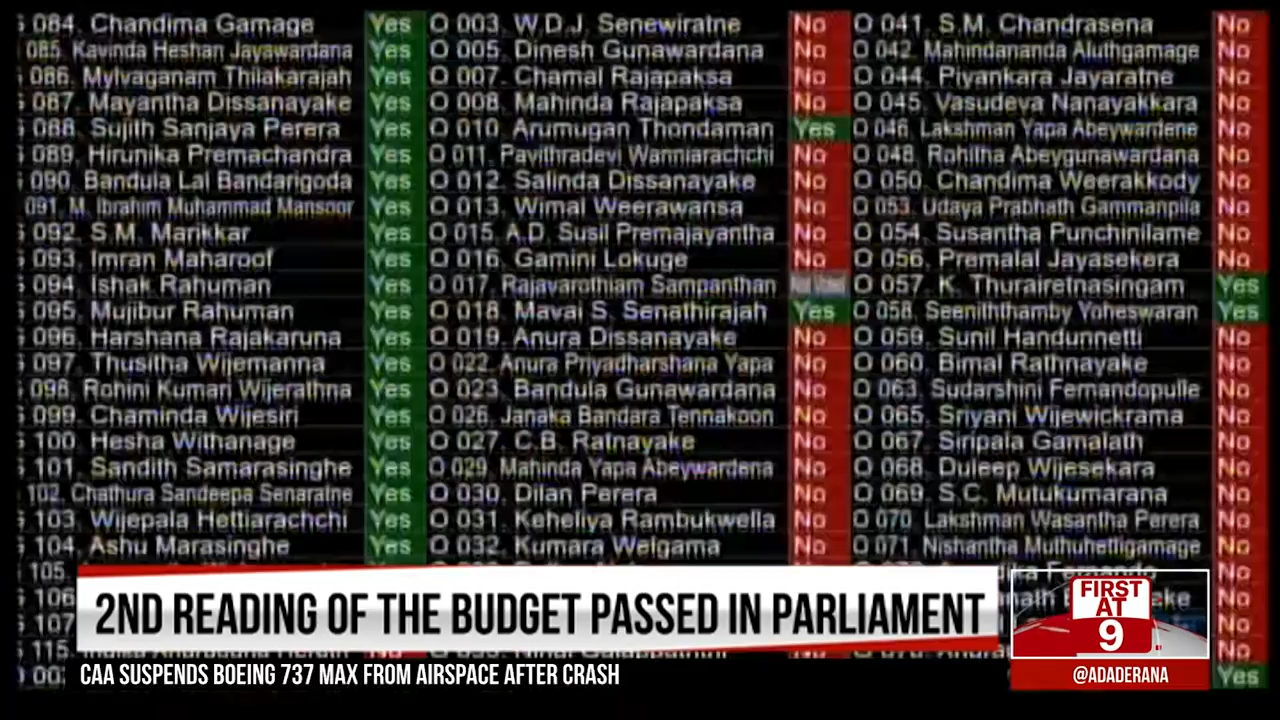 084. Chandima Gamage Yes O 003. W.D.J. Senewiratne No O 041. S.M. Chandrasena No
085. Kavinda Heshan Jayawardana Yes O 005. Dinesh Gunawardana No O 042. Mahindananda Aluthgamage No
086. Mylvaganam Thilakarajah Yes O 007. Chamal Rajapaksa No O 044. Piyankara Jayaratne No
087. Mayantha Dissanayake Yes O 008. Mahinda Rajapaksa No O 045. Vasudeva Nanayakkara No
088. Sujith Sanjaya Perera Yes O 010. Arumugan Thondaman Yes O 046. Lakshman Yapa Abeywardene No
089. Hirunika Premachandra Yes O 011. Pavithradevi Wanniarachchi No O 048. Rohitha Abeygunawardana No
090. Bandula Lal Bandarigoda Yes O 012. Salinda Dissanayake No O 050. Chandima Weerakkody No
091. M. Ibrahim Muhammad Mansoor Yes O 013. Wimal Weerawansa No O 053. Udaya Prabhath Gammanpila No
092. S.M. Marikkar Yes O 015. A.D. Susil Premajayantha No O 054. Susantha Punchinilame No
093. Imran Maharoof Yes O 016. Gamini Lokuge No O 056. Premalal Jayasekera No
094. Ishak Rahuman Yes O 017. Rajavarothiam Sampanthan O 057. K. Thurairetnasingam Yes
095. Mujibur Rahuman Yes O 018. Mavai S. Senathirajah Yes O 058. Seeniththamby Yoheswaran Yes
096. Harshana Rajakaruna Yes O 019. Anura Dissanayake No O 059. Sunil Handunnetti No
097. Thusitha Wijemanna Yes O 022. Anura Priyadharshana Yapa No O 060. Bimal Rathnayake No
098. Rohini Kumari Wijerathna Yes O 023. Bandula Gunawardana No O 063. Sudarshini Fernandopulle No
099. Chaminda Wijesiri Yes O 026. Janaka Bandara Tennakoon No O 065. Sriyani Wijewickrama No
100. Hesha Withanage Yes O 027. C.B. Ratnayake No O 067. Siripala Gamalath No
101. Sandith Samarasinghe Yes O 029. Mahinda Yapa Abeywardena No O 068. Duleep Wijesekara No
102. Chathura Sandeepa Senaratne Yes O 030. Dilan Perera No O 069. S.C. Mutukumarana No
103. Wijepala Hettiarachchi Yes O 031. Keheliya Rambukwella No O 070. Lakshman Wasantha Perera No
104. Ashu Marasinghe Yes O 032. Kumara Welgama No O 071. Nishantha Muthuhettigamage No
105. No
106 No
107 No
115. No
Yes
2ND READING OF THE BUDGET PASSED IN PARLIAMENT
FIRST
AT
9
CAA SUSPENDS BOEING 737 MAX FROM AIRSPACE AFTER CRASH
@ADADERANA